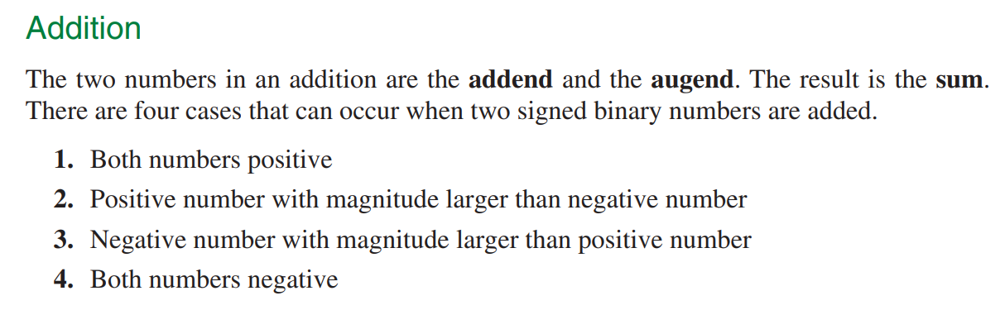 Addition
The two numbers in an addition are the addend and the augend. The result is the sum.
There are four cases that can occur when two signed binary numbers are added.
1. Both numbers positive
2. Positive number with magnitude larger than negative number
3. Negative number with magnitude larger than positive number
4. Both numbers negative